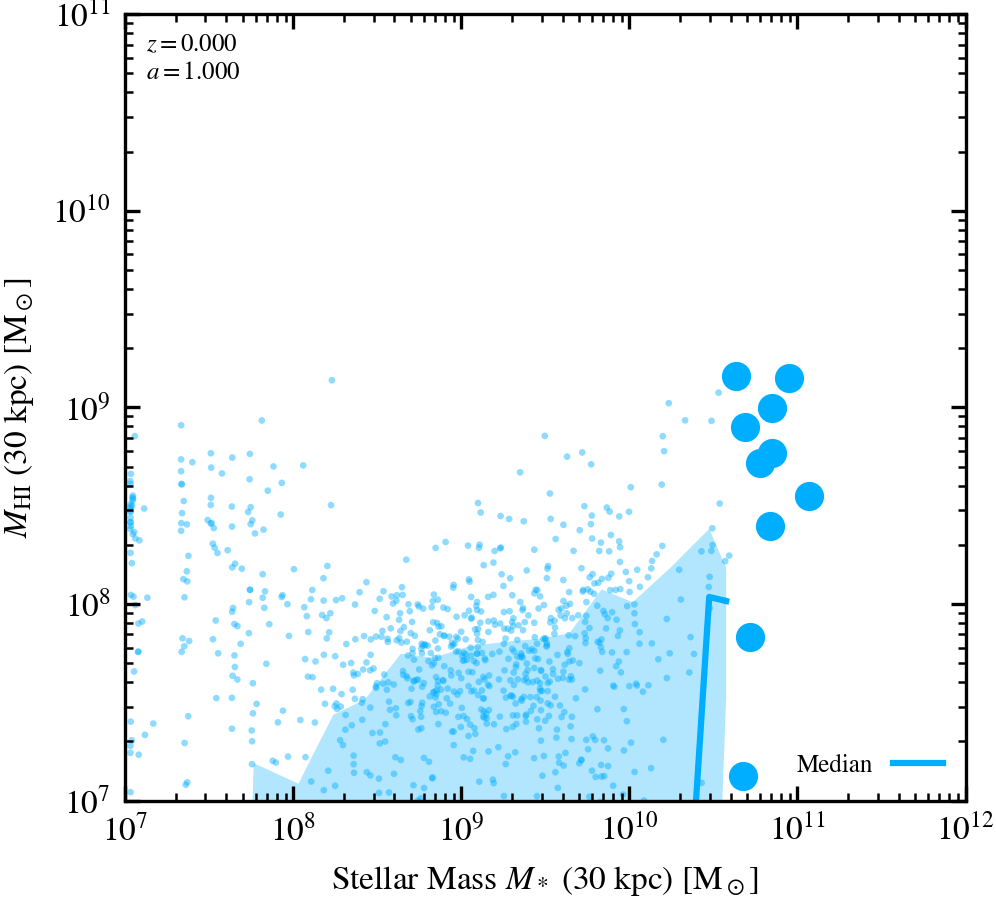 z = 0.000
a = 1.000
10¹¹
10¹⁰
10⁹
10⁸
10⁷
M_HI (30 kpc) [M_⊙]
Median
10⁷ 10⁸ 10⁹ 10¹⁰ 10¹¹ 10¹²
Stellar Mass M_* (30 kpc) [M_⊙]